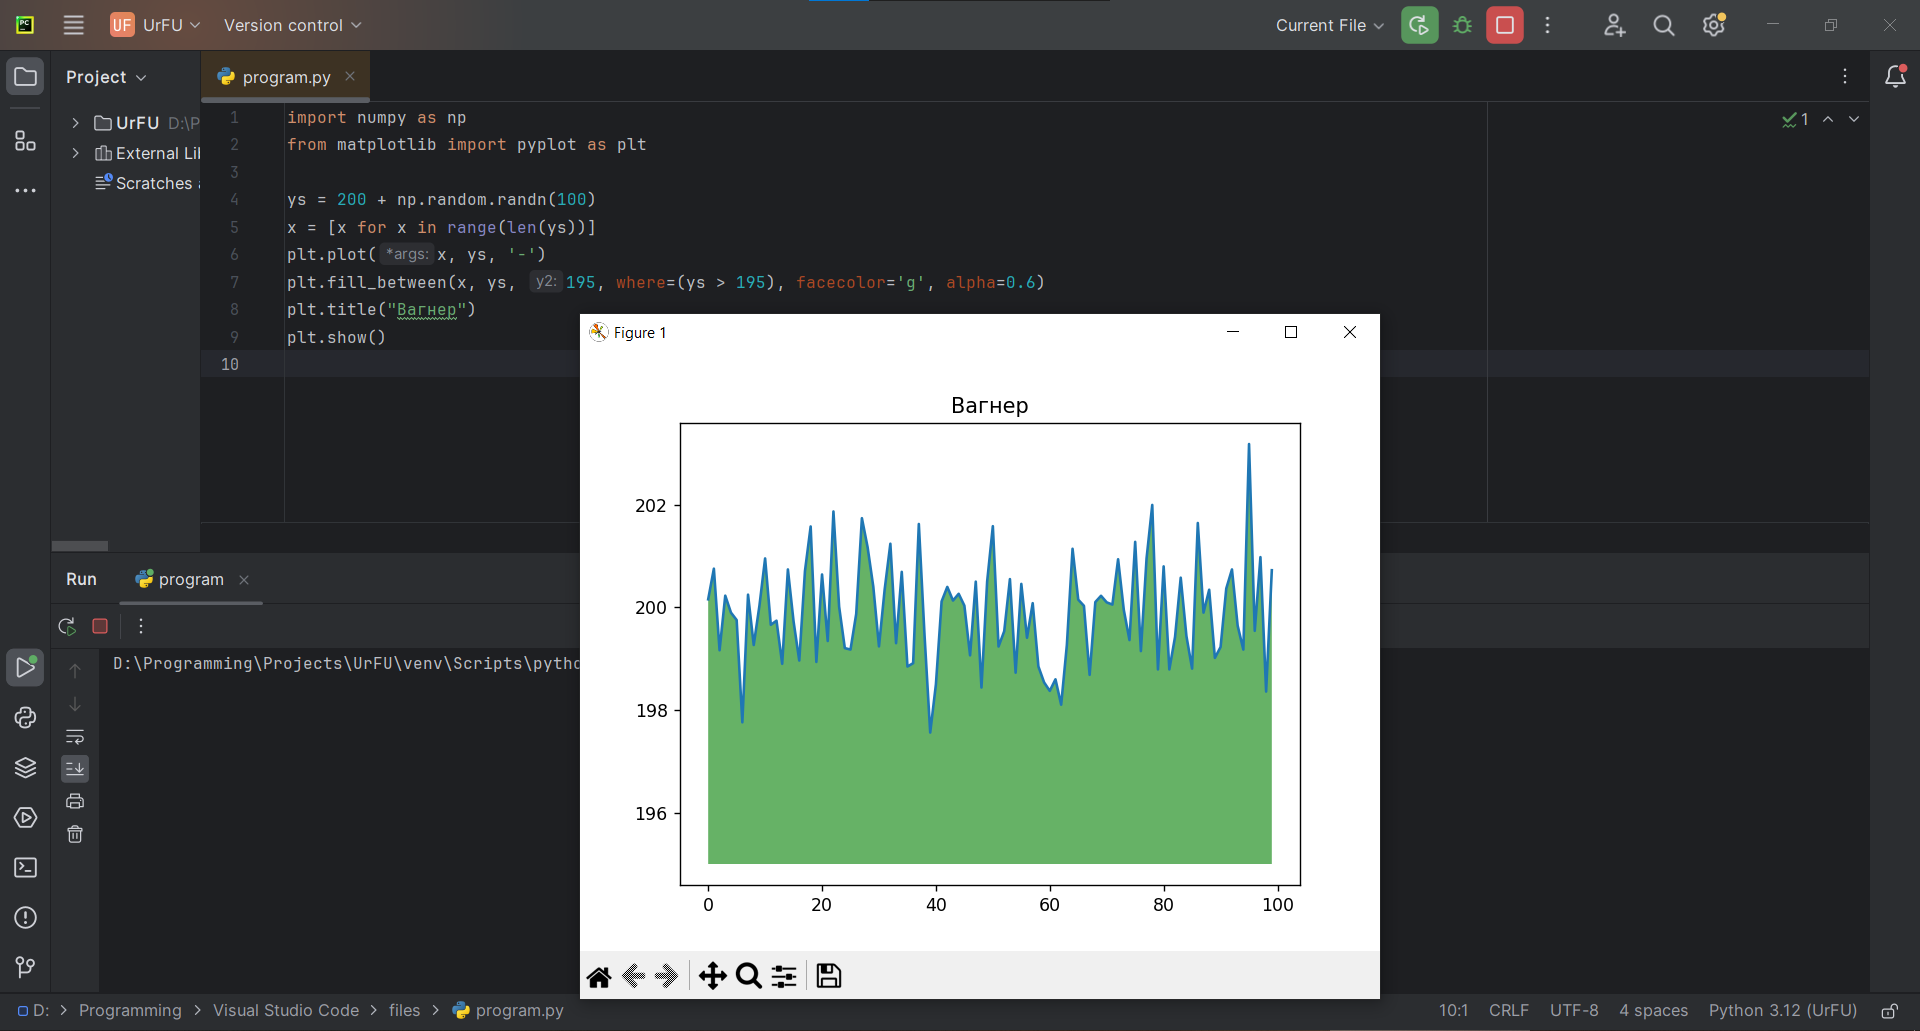 UF UrFU Version control Current File
Project
program.py
UrFU D:\P
External Li
Scratches
1 import numpy as np
2 from matplotlib import pyplot as plt
3
4 ys = 200 + np.random.randn(100)
5 x = [x for x in range(len(ys))]
6 plt.plot( *args: x, ys, '-')
7 plt.fill_between(x, ys, y2: 195, where=(ys > 195), facecolor='g', alpha=0.6)
8 plt.title("Вагнер")
9 plt.show()
10
1
Figure 1
Вагнер
202
200
198
196
0 20 40 60 80 100
Run program
D:\Programming\Projects\UrFU\venv\Scripts\pytho
D: > Programming > Visual Studio Code > files > program.py
10:1 CRLF UTF-8 4 spaces Python 3.12 (UrFU)